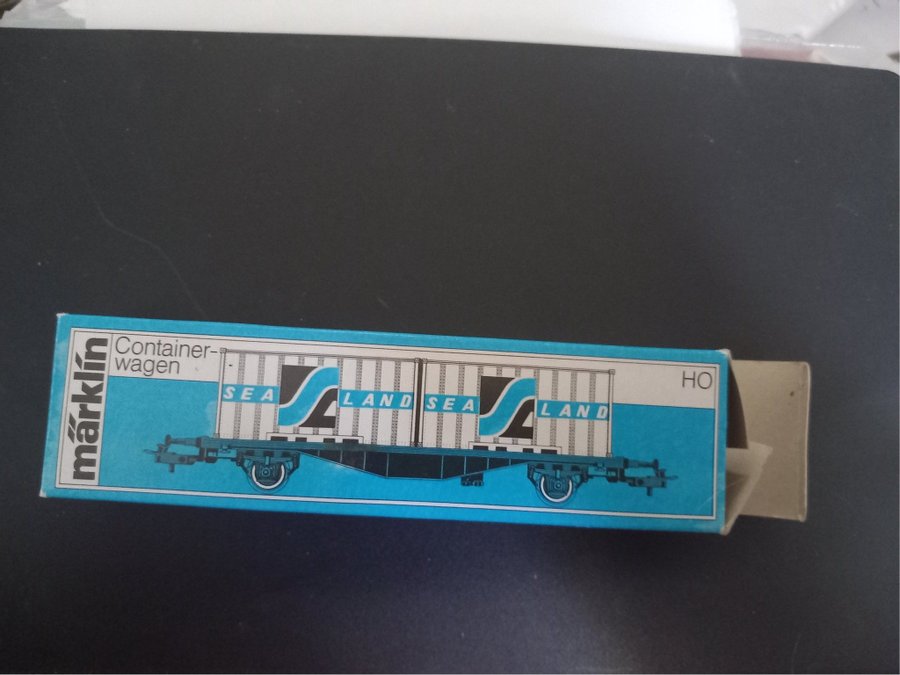 märklin
Container-
wagen
HO
SEA LAND SEA LAND